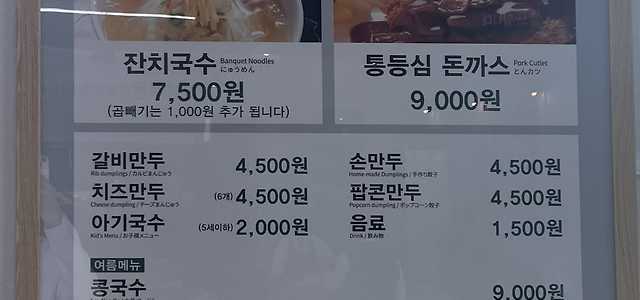 잔치국수 Banquet Noodles
にゅうめん
7,500원
(곱빼기는 1,000원 추가 됩니다)
통등심 돈까스 Pork Cutlet
とんカツ
9,000원
갈비만두 4,500원
Rib dumplings / カルビまんじゅう
치즈만두 (6개) 4,500원
Cheese dumpling / チーズまんじゅう
아기국수 (5세이하) 2,000원
Kid's Menu / お子様メニュー
손만두 4,500원
Home-made Dumplings / 手作り餃子
팝콘만두 4,500원
Popcorn dumpling / ポップコーン餃子
음료 1,500원
Drink / 飲み物
여름메뉴
콩국수 9,000원